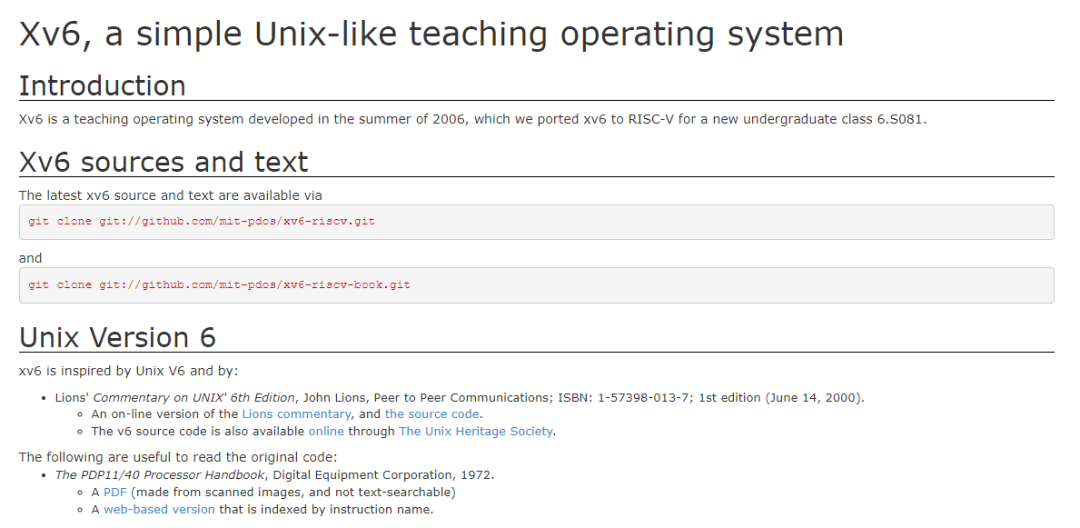 Xv6, a simple Unix-like teaching operating system
Introduction
Xv6 is a teaching operating system developed in the summer of 2006, which we ported xv6 to RISC-V for a new undergraduate class 6.S081.
Xv6 sources and text
The latest xv6 source and text are available via
git clone git://github.com/mit-pdos/xv6-riscv.git
and
git clone git://github.com/mit-pdos/xv6-riscv-book.git
Unix Version 6
xv6 is inspired by Unix V6 and by:
• Lions' Commentary on UNIX' 6th Edition, John Lions, Peer to Peer Communications; ISBN: 1-57398-013-7; 1st edition (June 14, 2000).
◦ An on-line version of the Lions commentary, and the source code.
◦ The v6 source code is also available online through The Unix Heritage Society.
The following are useful to read the original code:
• The PDP11/40 Processor Handbook, Digital Equipment Corporation, 1972.
◦ A PDF (made from scanned images, and not text-searchable)
◦ A web-based version that is indexed by instruction name.